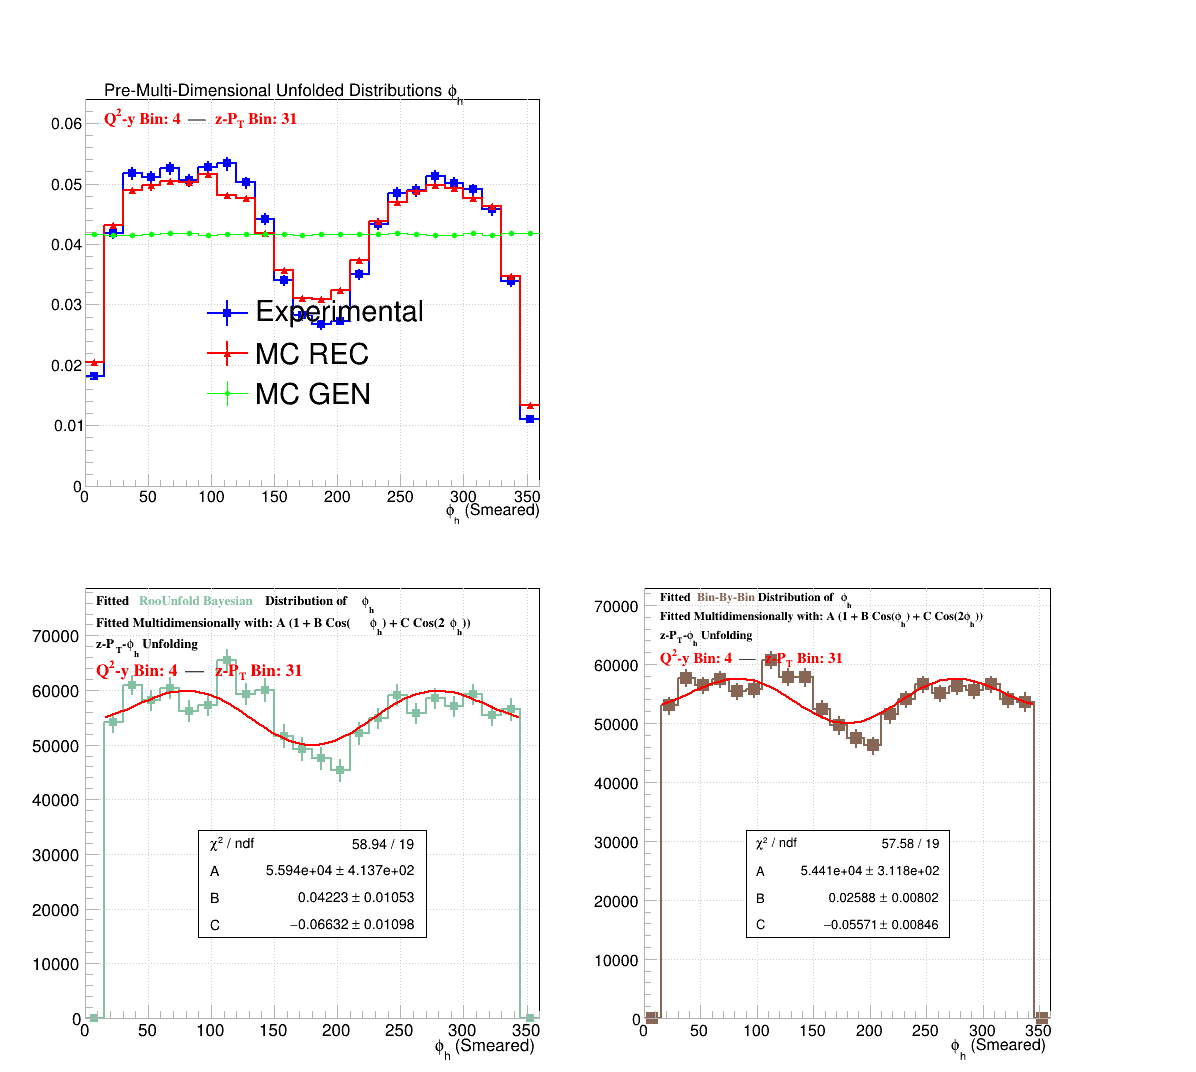 Pre-Multi-Dimensional Unfolded Distributions ϕh
Q2-y Bin: 4 — z-PT Bin: 31
0.06
0.05
0.04
0.03
0.02
0.01
0
Experimental
MC REC
MC GEN
0 50 100 150 200 250 300 350
ϕh (Smeared)
Fitted RooUnfold Bayesian Distribution of ϕh
Fitted Multidimensionally with: A (1 + B Cos(ϕh) + C Cos(2 ϕh))
z-PT-ϕh Unfolding
Q2-y Bin: 4 — z-PT Bin: 31
70000
60000
50000
40000
30000
20000
10000
0
χ2 / ndf 58.94 / 19
A 5.594e+04 ± 4.137e+02
B 0.04223 ± 0.01053
C −0.06632 ± 0.01098
0 50 100 150 200 250 300 350
ϕh (Smeared)
Fitted Bin-By-Bin Distribution of ϕh
Fitted Multidimensionally with: A (1 + B Cos(ϕh) + C Cos(2ϕh))
z-PT-ϕh Unfolding
Q2-y Bin: 4 — z-PT Bin: 31
70000
60000
50000
40000
30000
20000
10000
0
χ2 / ndf 57.58 / 19
A 5.441e+04 ± 3.118e+02
B 0.02588 ± 0.00802
C −0.05571 ± 0.00846
0 50 100 150 200 250 300 350
ϕh (Smeared)